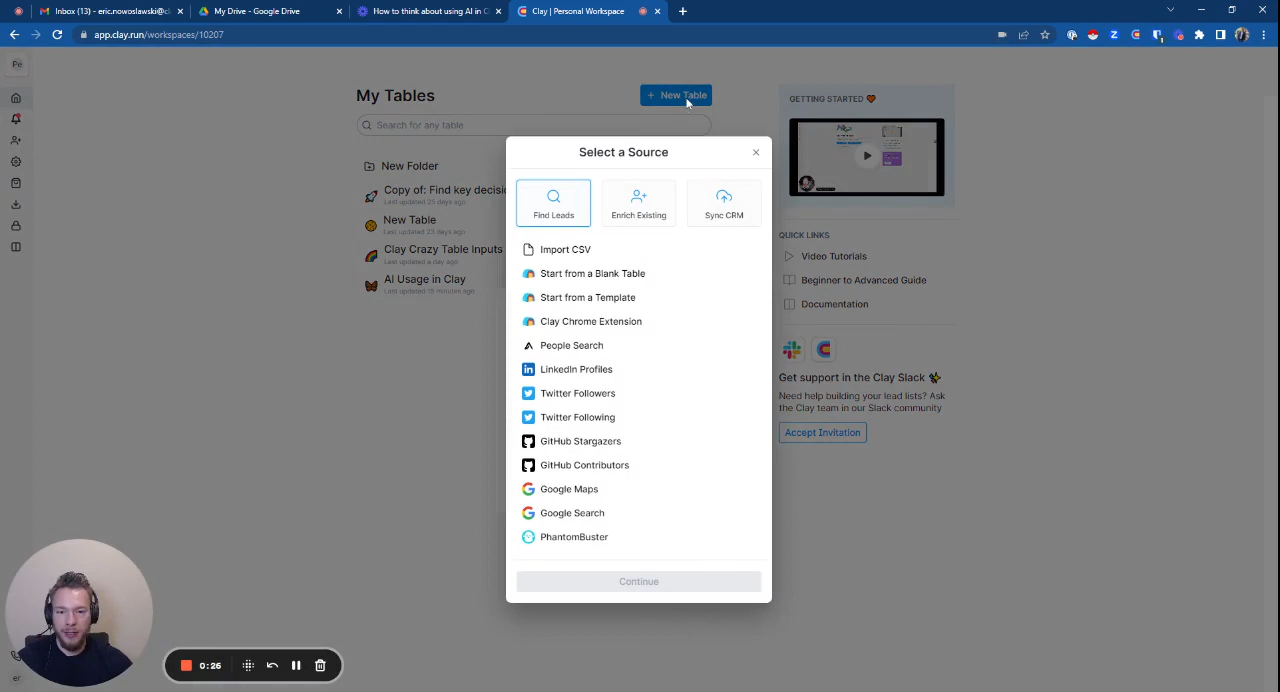 Inbox (13) - eric.nowoslawski@cl
My Drive - Google Drive
How to think about using AI in C
Clay | Personal Workspace
app.clay.run/workspaces/10207
Pe
My Tables
+ New Table
Search for any table
New Folder
Copy of: Find key decisio
Last updated 25 days ago
New Table
Last updated 23 days ago
Clay Crazy Table Inputs
Last updated a day ago
AI Usage in Clay
Last updated 15 minutes ago
Select a Source
Find Leads
Enrich Existing
Sync CRM
Import CSV
Start from a Blank Table
Start from a Template
Clay Chrome Extension
People Search
LinkedIn Profiles
Twitter Followers
Twitter Following
GitHub Stargazers
GitHub Contributors
Google Maps
Google Search
PhantomBuster
Continue
GETTING STARTED
QUICK LINKS
Video Tutorials
Beginner to Advanced Guide
Documentation
Get support in the Clay Slack
Need help building your lead lists? Ask
the Clay team in our Slack community
Accept Invitation
0:26
er